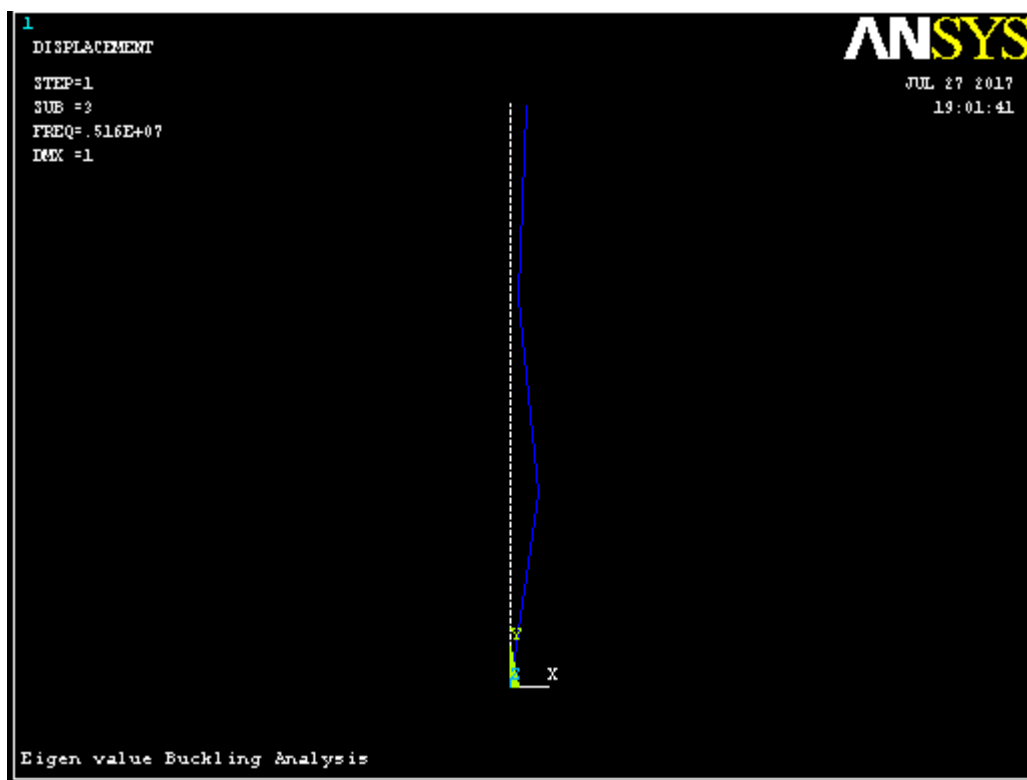 1
DISPLACEMENT
STEP=1
SUB =3
FREQ=.516E+07
DMX =1
ANSYS
JUL 27 2017
19:01:41
Y
Z X
Eigen value Buckling Analysis